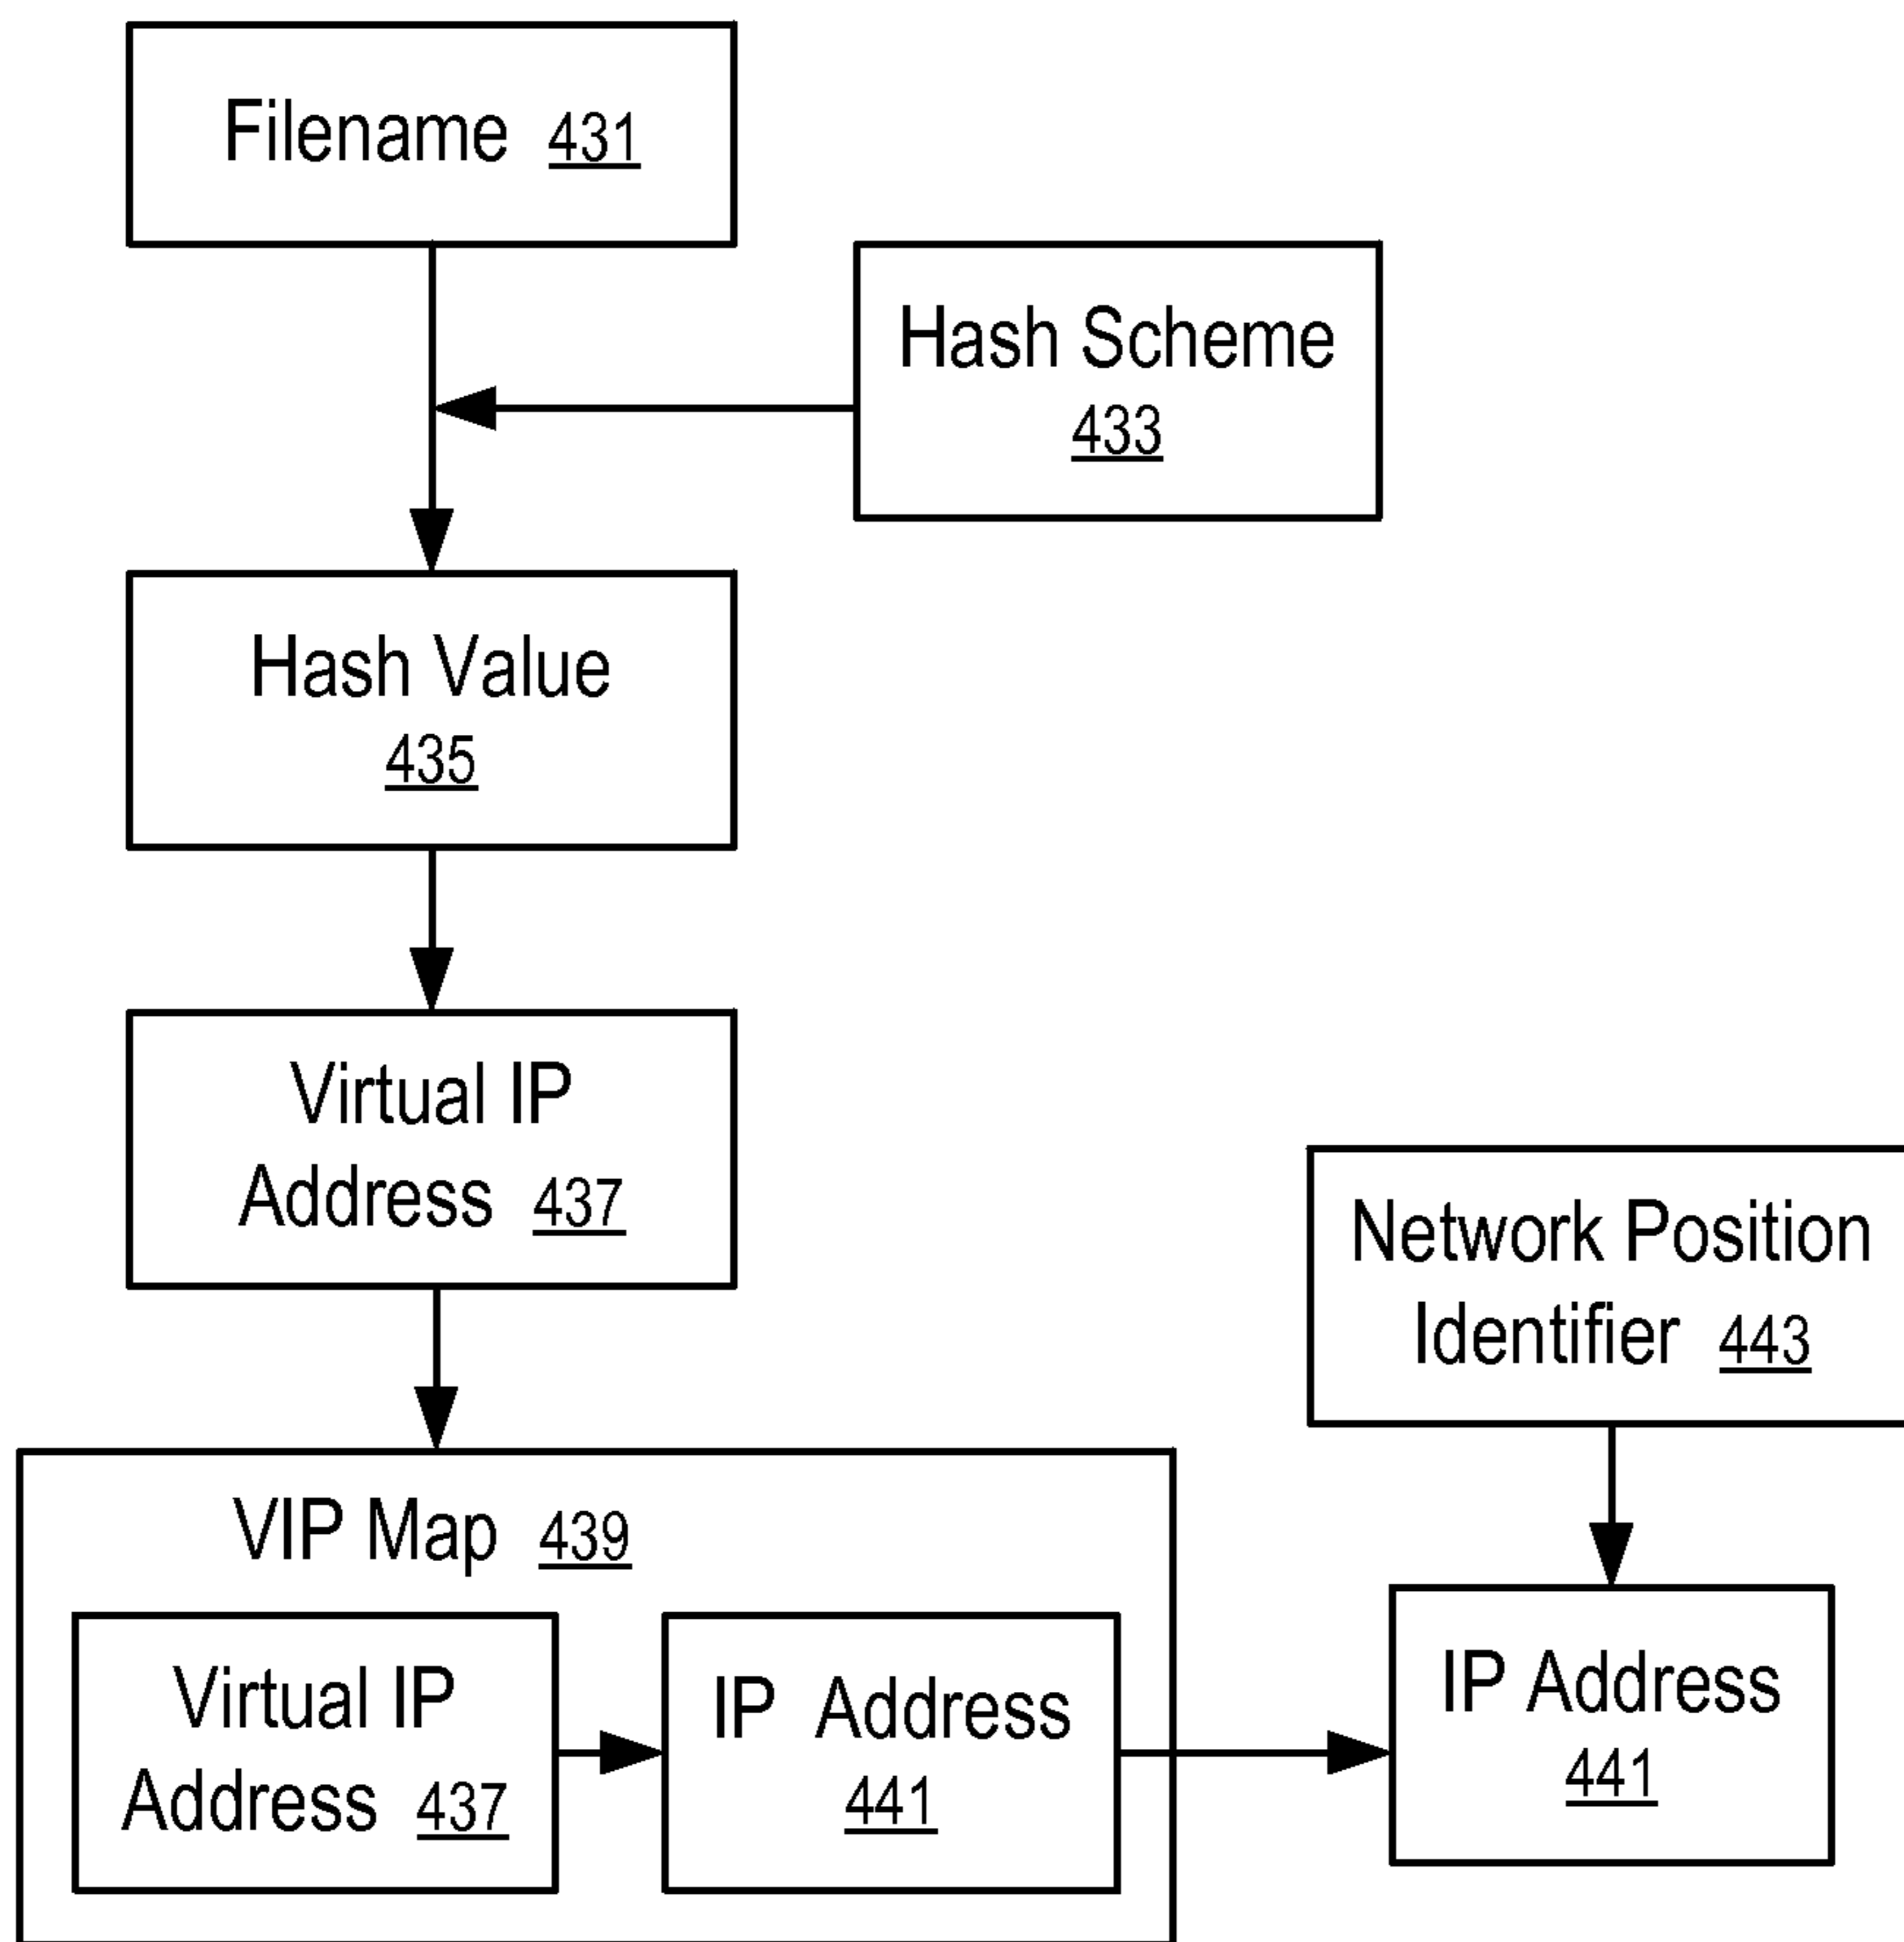 Filename 431
Hash Scheme
433
Hash Value
435
Virtual IP
Address 437
Network Position
Identifier 443
VIP Map 439
Virtual IP
Address 437
IP Address
441
IP Address
441